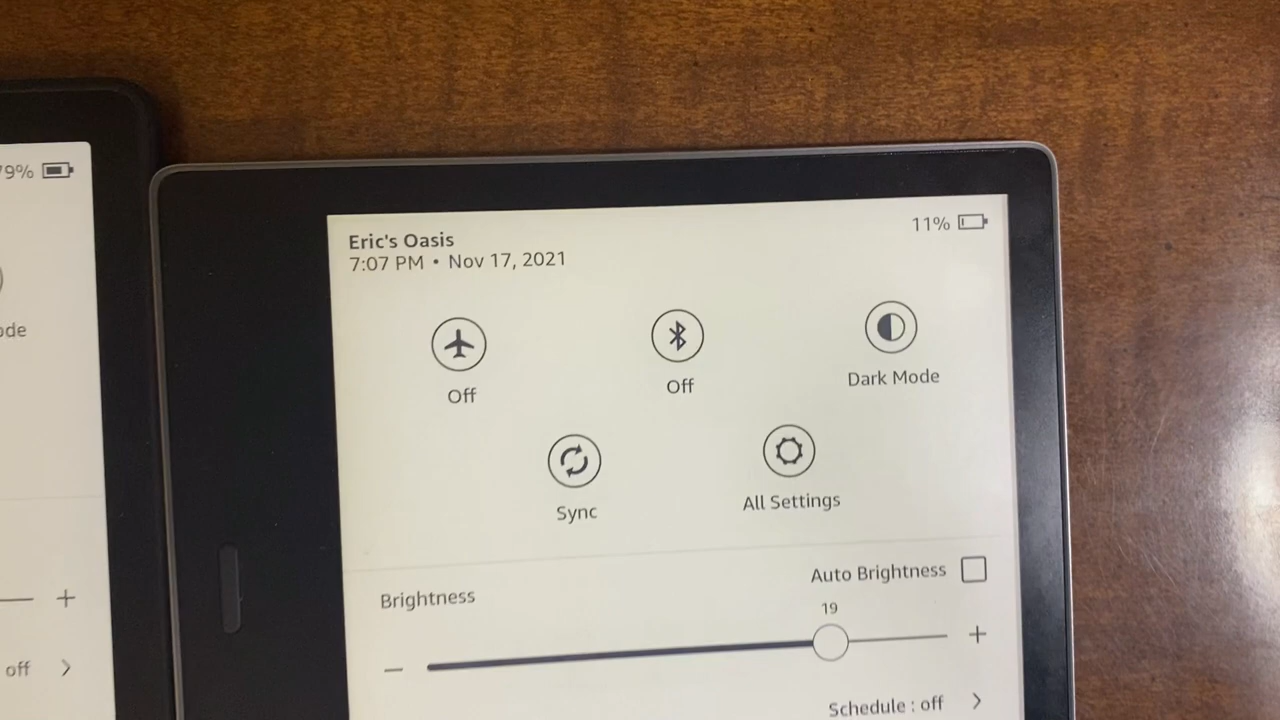 79%
ode
off
Eric's Oasis
11%
7:07 PM • Nov 17, 2021
Off
Off
Dark Mode
Sync
All Settings
Auto Brightness
Brightness
19
Schedule : off